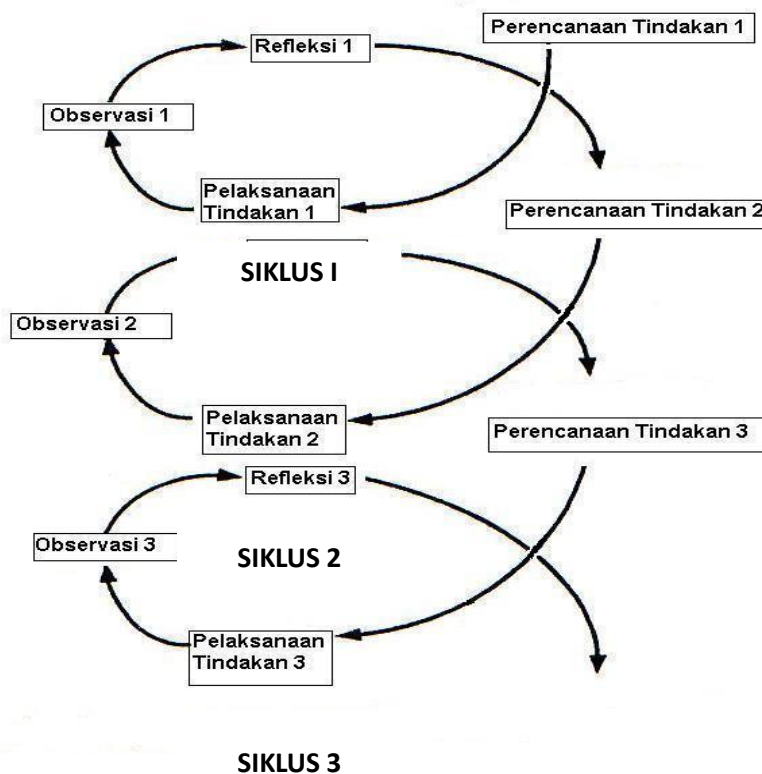 Perencanaan Tindakan 1
Refleksi 1
Observasi 1
Pelaksanaan
Tindakan 1
Perencanaan Tindakan 2
SIKLUS I
Observasi 2
Pelaksanaan
Tindakan 2
Perencanaan Tindakan 3
Refleksi 3
Observasi 3
SIKLUS 2
Pelaksanaan
Tindakan 3
SIKLUS 3